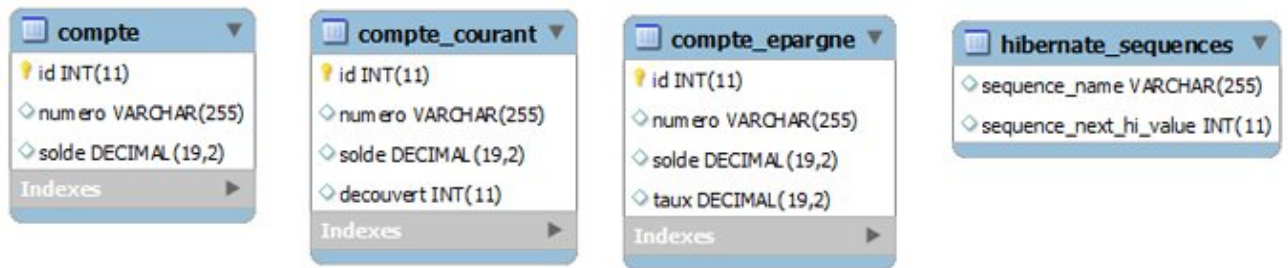 compte
id INT(11)
numero VARCHAR(255)
solde DECIMAL(19,2)
Indexes
compte_courant
id INT(11)
numero VARCHAR(255)
solde DECIMAL(19,2)
decouvert INT(11)
Indexes
compte_epargne
id INT(11)
numero VARCHAR(255)
solde DECIMAL(19,2)
taux DECIMAL(19,2)
Indexes
hibernate_sequences
sequence_name VARCHAR(255)
sequence_next_hi_value INT(11)